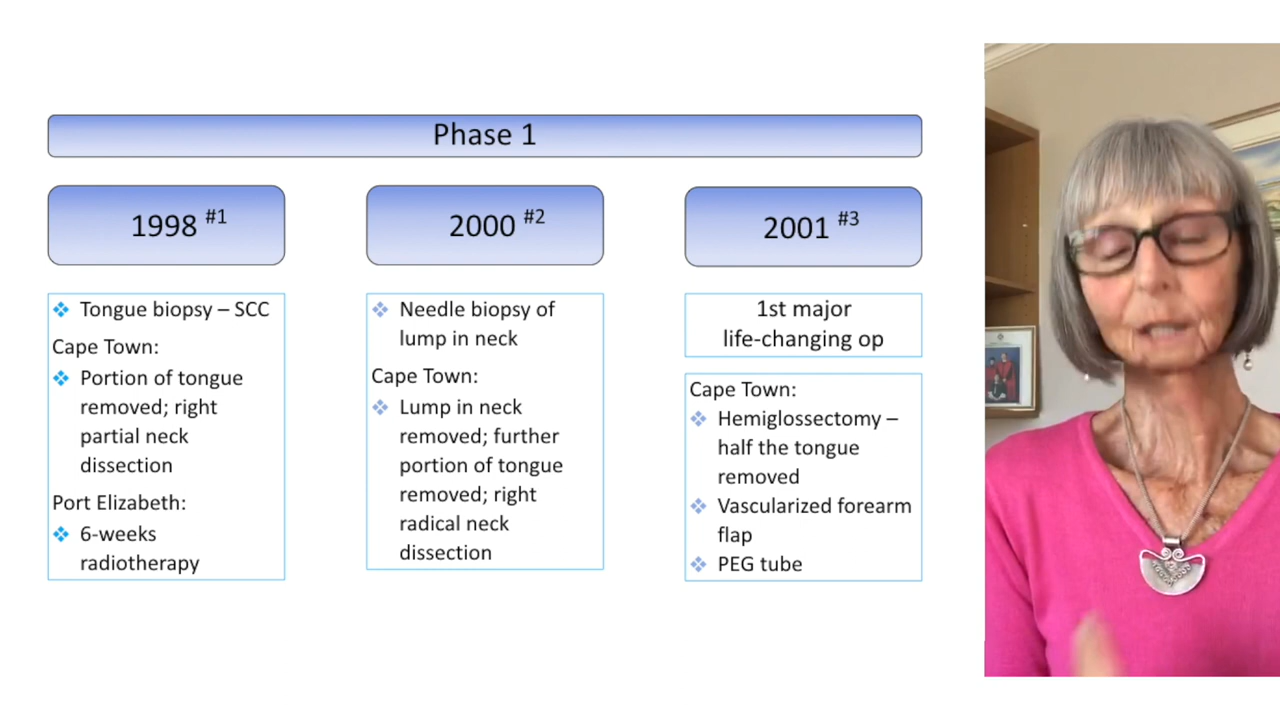 Phase 1
1998 #1
Tongue biopsy – SCC
Cape Town:
Portion of tongue
removed; right
partial neck
dissection
Port Elizabeth:
6-weeks
radiotherapy
2000 #2
Needle biopsy of
lump in neck
Cape Town:
Lump in neck
removed; further
portion of tongue
removed; right
radical neck
dissection
2001 #3
1st major
life-changing op
Cape Town:
Hemiglossectomy –
half the tongue
removed
Vascularized forearm
flap
PEG tube